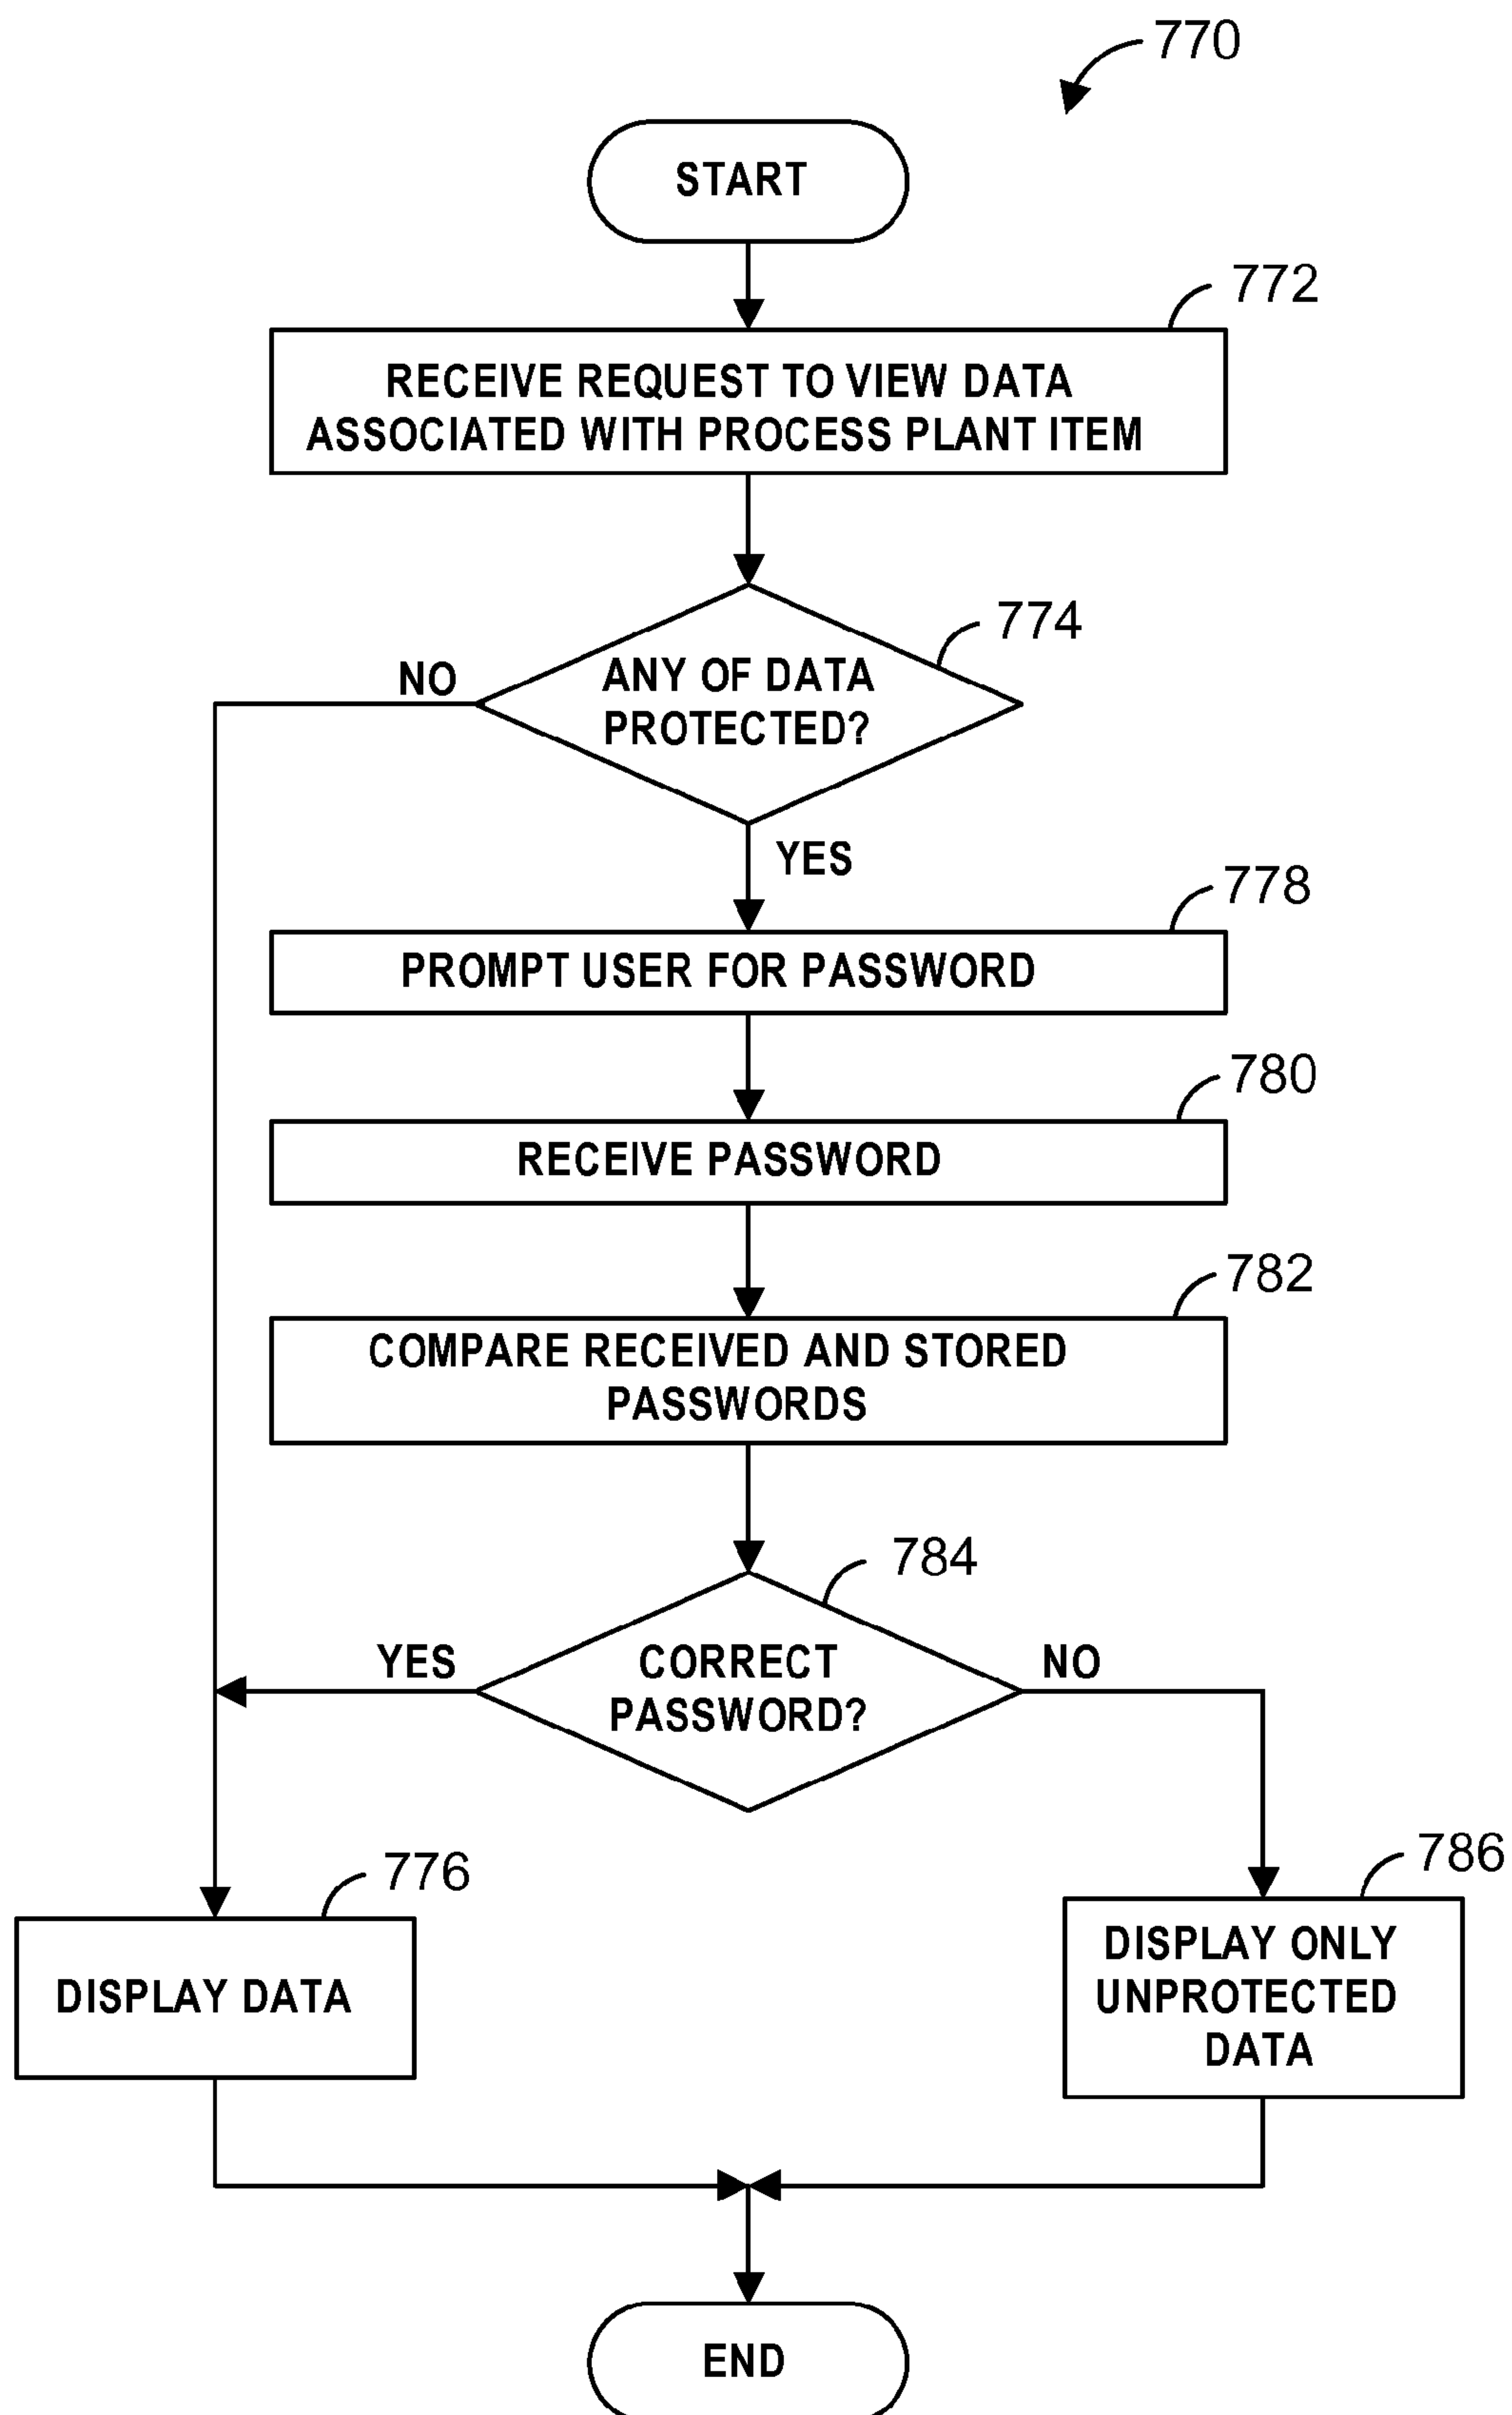 770
START
772
RECEIVE REQUEST TO VIEW DATA
ASSOCIATED WITH PROCESS PLANT ITEM
774
NO
ANY OF DATA
PROTECTED?
YES
778
PROMPT USER FOR PASSWORD
780
RECEIVE PASSWORD
782
COMPARE RECEIVED AND STORED
PASSWORDS
784
YES
CORRECT
PASSWORD?
NO
776
DISPLAY DATA
786
DISPLAY ONLY
UNPROTECTED
DATA
END